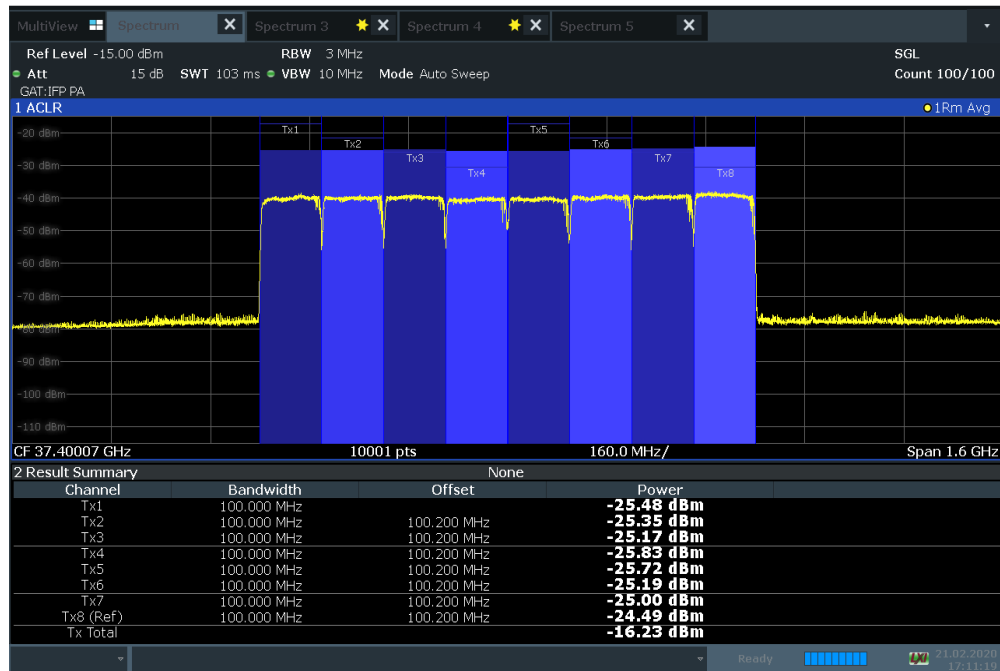 MultiView Spectrum X Spectrum 3 X Spectrum 4 X Spectrum 5 X
Ref Level -15.00 dBm RBW 3 MHz SGL
Att 15 dB SWT 103 ms VBW 10 MHz Mode Auto Sweep Count 100/100
GAT:IFP PA
1 ACLR 1Rm Avg
-20 dBm
Tx1 Tx5
Tx2 Tx6
Tx3 Tx7
-30 dBm
Tx4 Tx8
-40 dBm
-50 dBm
-60 dBm
-70 dBm
-80 dBm
-90 dBm
-100 dBm
-110 dBm
CF 37.40007 GHz 10001 pts 160.0 MHz/ Span 1.6 GHz
2 Result Summary None
Channel Bandwidth Offset Power
Tx1 100.000 MHz -25.48 dBm
Tx2 100.000 MHz 100.200 MHz -25.35 dBm
Tx3 100.000 MHz 100.200 MHz -25.17 dBm
Tx4 100.000 MHz 100.200 MHz -25.83 dBm
Tx5 100.000 MHz 100.200 MHz -25.72 dBm
Tx6 100.000 MHz 100.200 MHz -25.19 dBm
Tx7 100.000 MHz 100.200 MHz -25.00 dBm
Tx8 (Ref) 100.000 MHz 100.200 MHz -24.49 dBm
Tx Total -16.23 dBm
Ready 21.02.2020
17:11:19